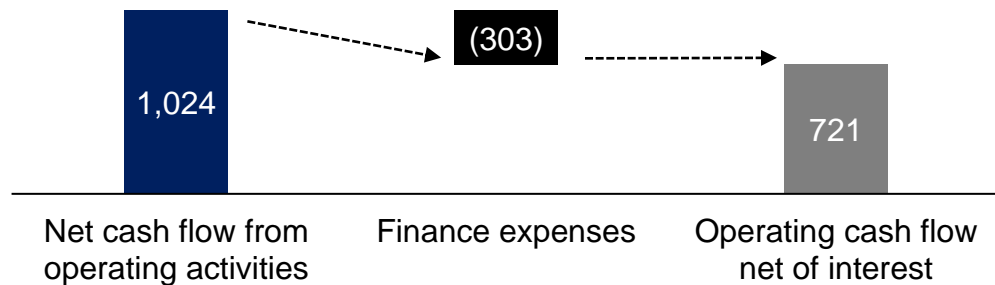 (303)
1,024
721
Net cash flow from
operating activities
Finance expenses
Operating cash flow
net of interest